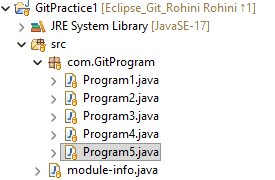 GitPractice1 [Eclipse_Git_Rohini Rohini ↑1]
JRE System Library [JavaSE-17]
src
com.GitProgram
Program1.java
Program2.java
Program3.java
Program4.java
Program5.java
module-info.java